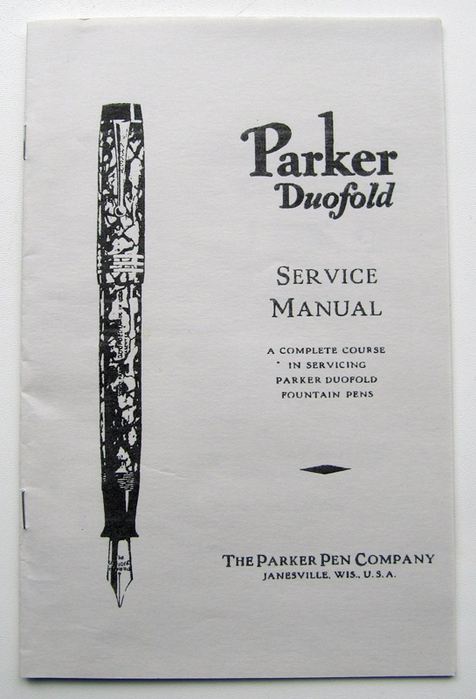 Parker
Duofold
SERVICE
MANUAL
A COMPLETE COURSE
IN SERVICING
PARKER DUOFOLD
FOUNTAIN PENS
THE PARKER PEN COMPANY
JANESVILLE, WIS., U.S.A.